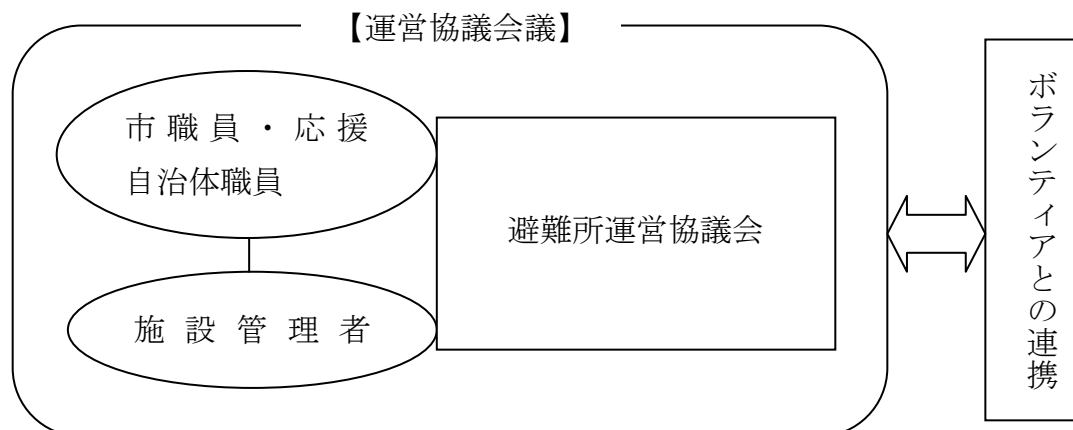 【運営協議会議】
市職員・応援
自治体職員
避難所運営協議会
施設管理者
ボランティアとの連携